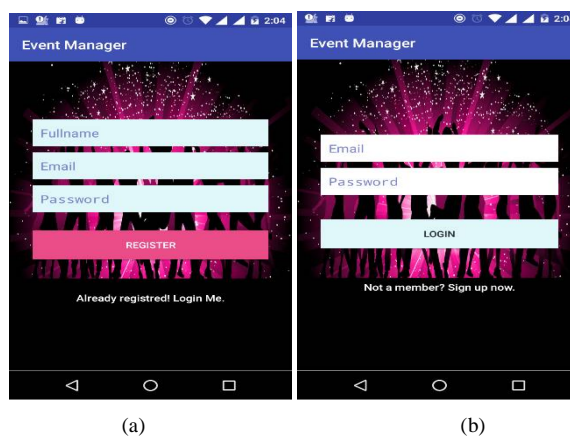 2:04
Event Manager
Fullname
Email
Password
REGISTER
Already registred! Login Me.
(a)
Event Manager
Email
Password
LOGIN
Not a member? Sign up now.
(b)